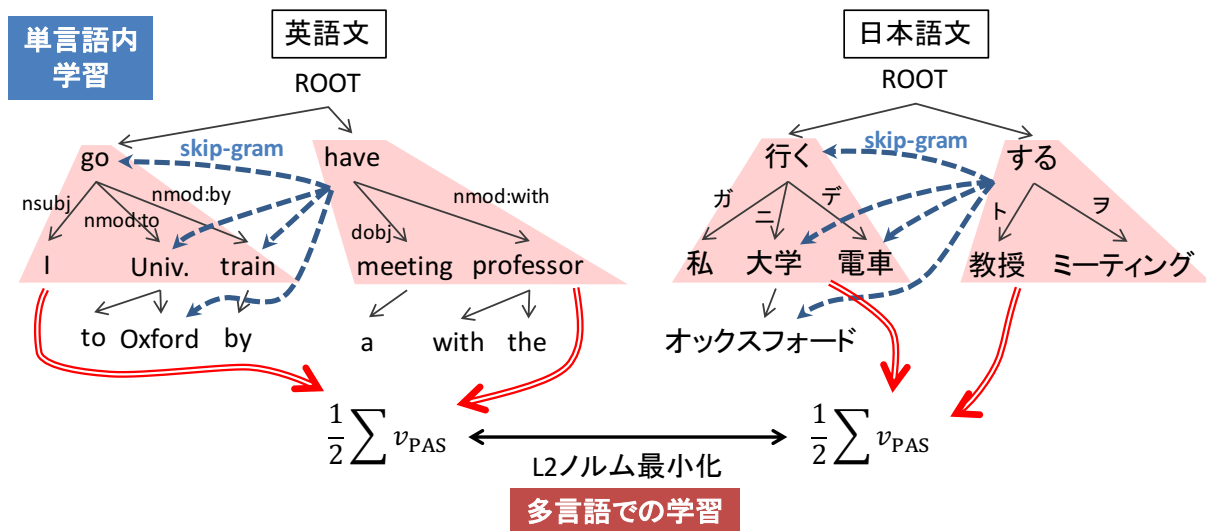 単言語内
学習
英語文
ROOT
go
skip-gram
have
nsubj
nmod:to
nmod:by
dobj
nmod:with
I
Univ.
train
meeting
professor
to
Oxford
by
a
with
the
日本語文
ROOT
行く
skip-gram
する
ガ
ニ
デ
ト
ヲ
私
大学
電車
教授
ミーティング
オックスフォード
1/2 ∑ v_PAS
1/2 ∑ v_PAS
L2ノルム最小化
多言語での学習